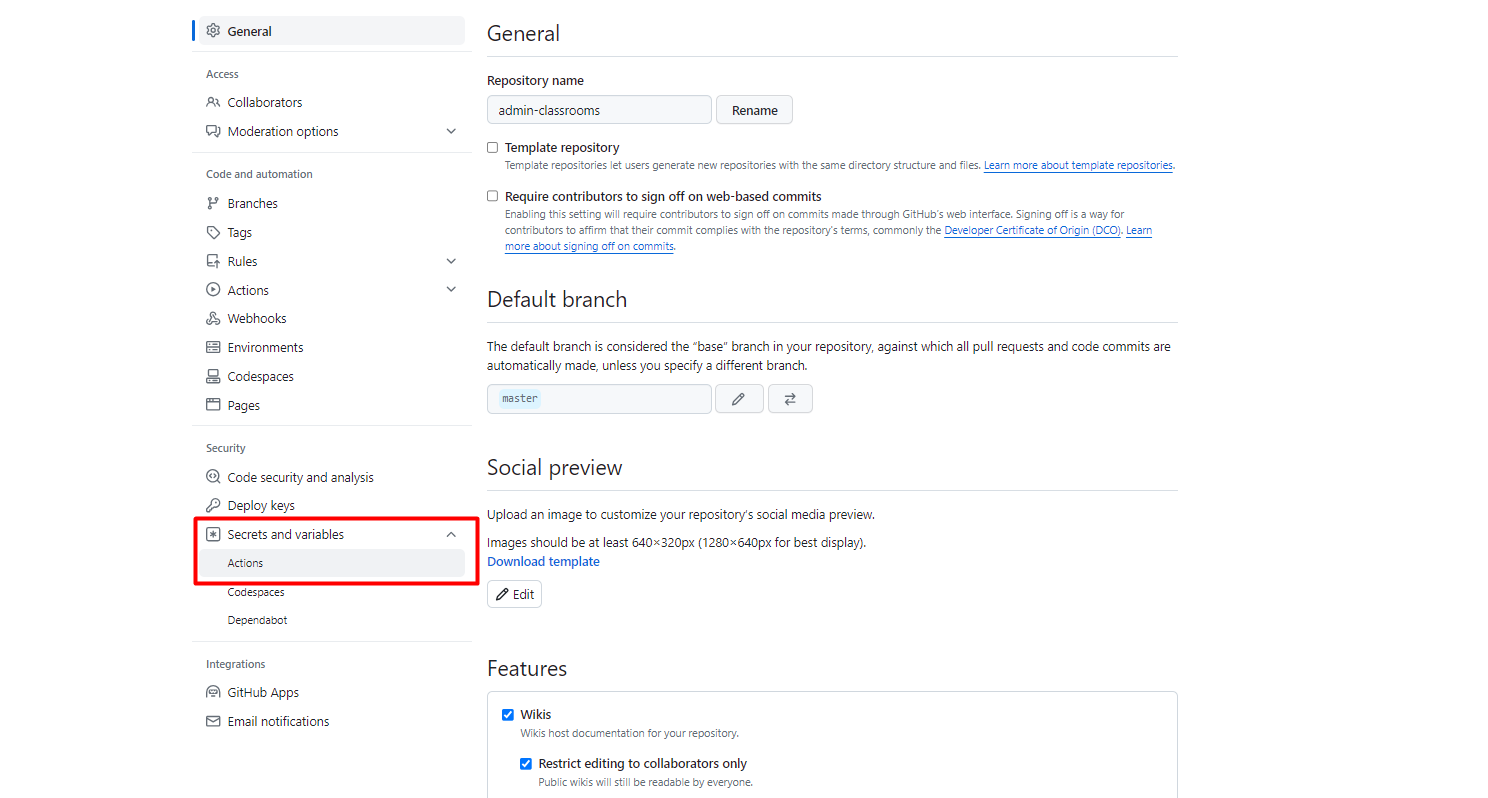 General
Access
Collaborators
Moderation options
Code and automation
Branches
Tags
Rules
Actions
Webhooks
Environments
Codespaces
Pages
Security
Code security and analysis
Deploy keys
Secrets and variables
Actions
Codespaces
Dependabot
Integrations
GitHub Apps
Email notifications
General
Repository name
admin-classrooms
Rename
Template repository
Template repositories let users generate new repositories with the same directory structure and files. Learn more about template repositories.
Require contributors to sign off on web-based commits
Enabling this setting will require contributors to sign off on commits made through GitHub's web interface. Signing off is a way for
contributors to affirm that their commit complies with the repository's terms, commonly the Developer Certificate of Origin (DCO). Learn
more about signing off on commits.
Default branch
The default branch is considered the “base” branch in your repository, against which all pull requests and code commits are
automatically made, unless you specify a different branch.
master
Social preview
Upload an image to customize your repository's social media preview.
Images should be at least 640×320px (1280×640px for best display).
Download template
Edit
Features
Wikis
Wikis host documentation for your repository.
Restrict editing to collaborators only
Public wikis will still be readable by everyone.